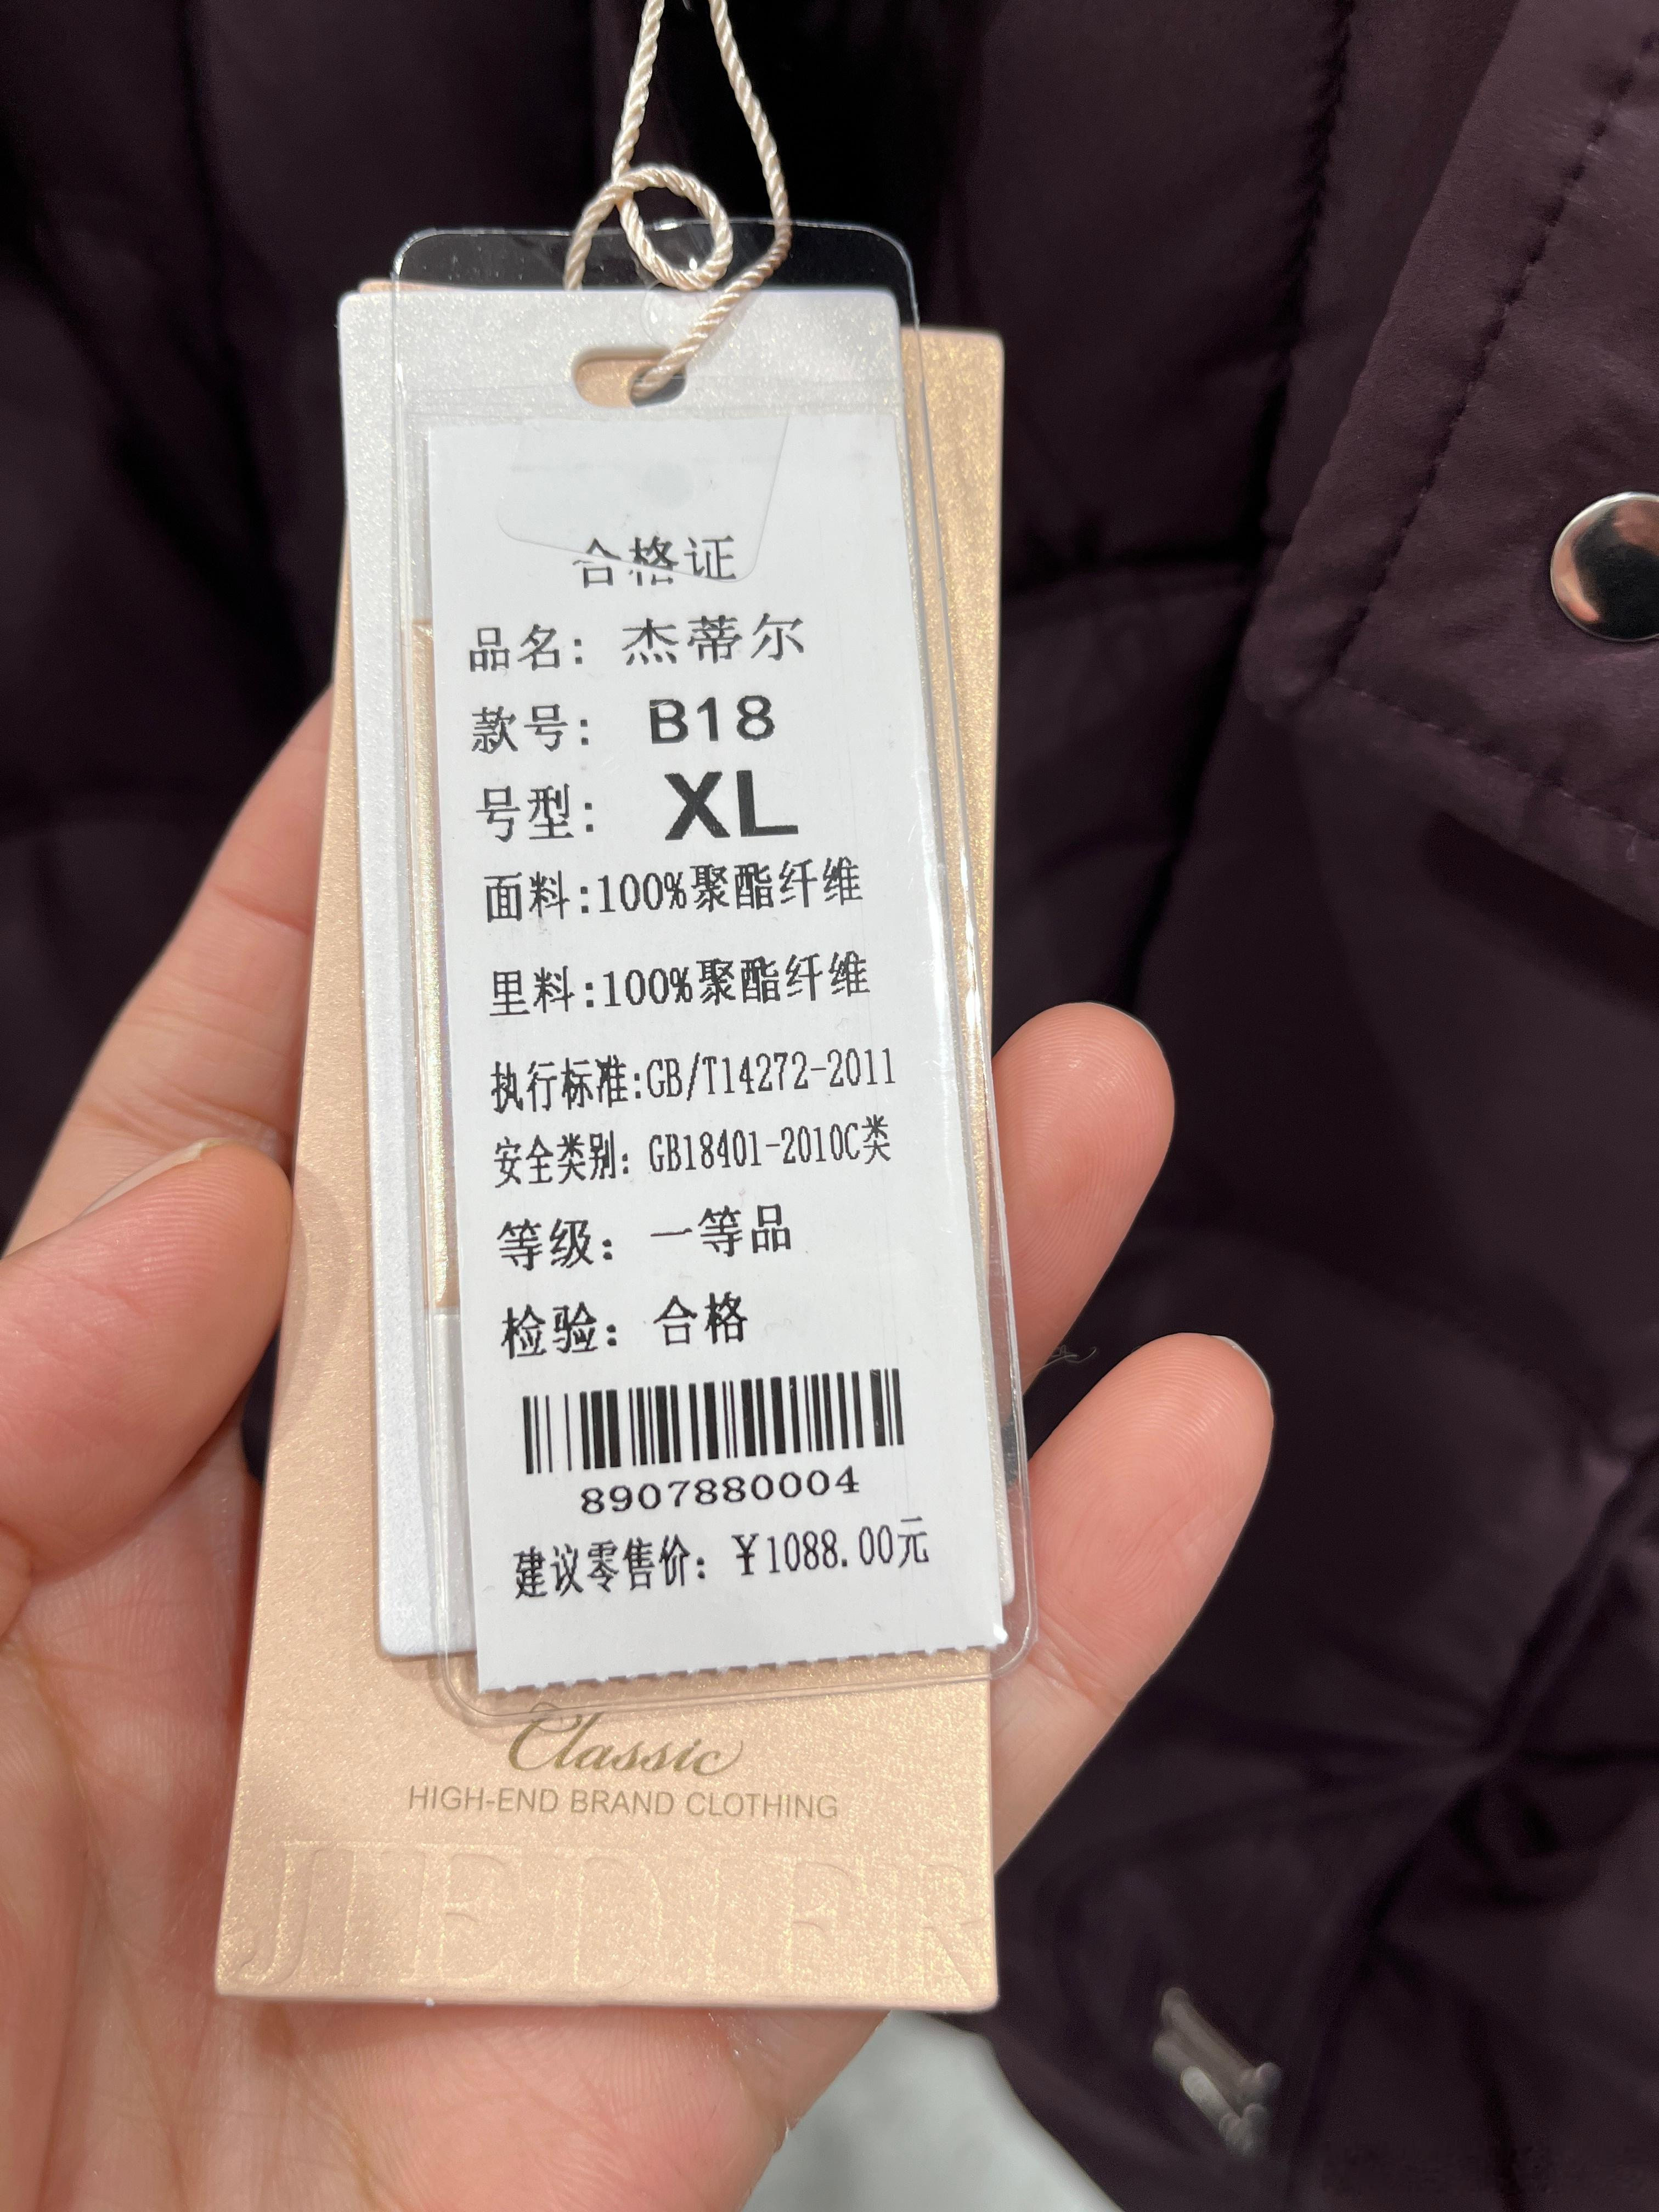 合格证
品名：杰蒂尔
款号：B18
号型：XL
面料:100%聚酯纤维
里料:100%聚酯纤维
执行标准:GB/T14272-2011
安全类别：GB18401-2010C类
等级：一等品
检验：合格
8907880004
建议零售价：￥1088.00元
Classic
HIGH-END BRAND CLOTHING
JIEDIER